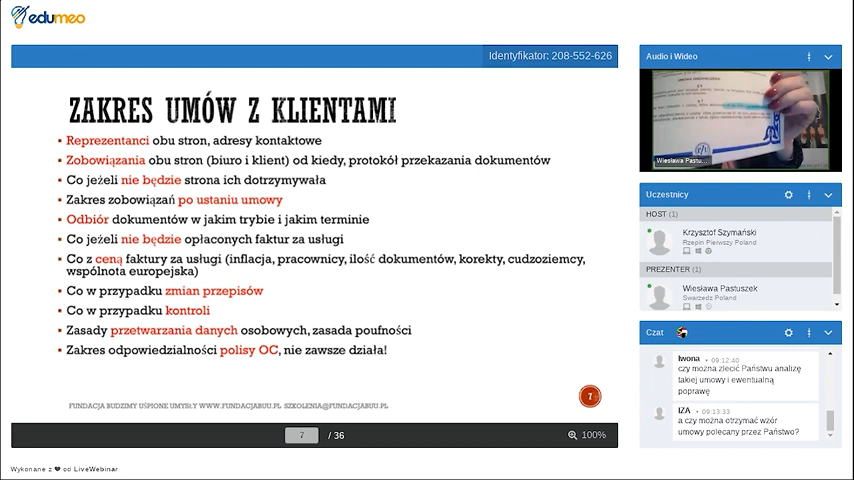 edumeo
Identyfikator: 208-552-626
ZAKRES UMÓW Z KLIENTAMI
Reprezentanci obu stron, adresy kontaktowe
Zobowiązania obu stron (biuro i klient) od kiedy, protokół przekazania dokumentów
Co jeżeli nie będzie strona ich dotrzymywała
Zakres zobowiązań po ustaniu umowy
Odbiór dokumentów w jakim trybie i jakim terminie
Co jeżeli nie będzie opłaconych faktur za usługi
Co z ceną faktury za usługi (inflacja, pracownicy, ilość dokumentów, korekty, cudzoziemcy,
wspólnota europejska)
Co w przypadku zmian przepisów
Co w przypadku kontroli
Zasady przetwarzania danych osobowych, zasada poufności
Zakres odpowiedzialności polisy OC, nie zawsze działa!
FUNDACJA BUDZIMY UŚPIONE UMYSŁY WWW.FUNDACJABUU.PL SZKOLENIA@FUNDACJABUU.PL
7
7 / 36
100%
Wykonane z ❤ od LiveWebinar
Audio i Wideo
Wiesława Pastu...
Uczestnicy
HOST (1)
Krzysztof Szymański
Rzepin Pierwszy Poland
PREZENTER (1)
Wiesława Pastuszek
Swarzedz Poland
Czat
Iwona • 09:12:40
czy można zlecić Państwu analizę
takiej umowy i ewentualną
poprawę
IZA • 09:13:33
a czy można otrzymać wzór
umowy polecany przez Państwo?